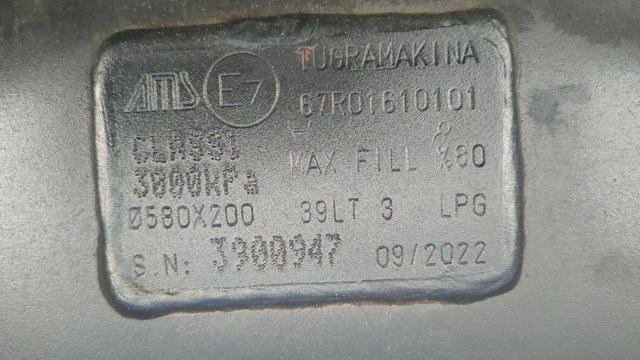 TUGRAMAKINA
AMS E7 67R01610101
CLASS1 MAX FILL %80
3000kPa
Ø580X200 39LT 3 LPG
S.N: 3900947 09/2022